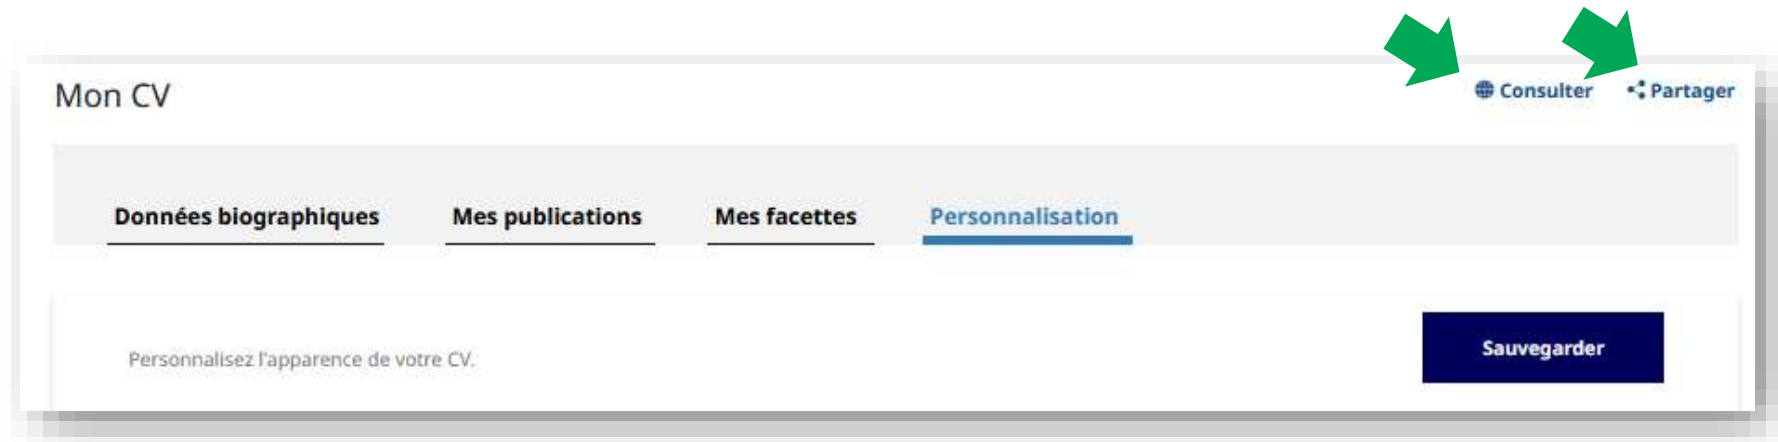 Mon CV
Consulter Partager
Données biographiques Mes publications Mes facettes Personnalisation
Personnalisez l'apparence de votre CV.
Sauvegarder